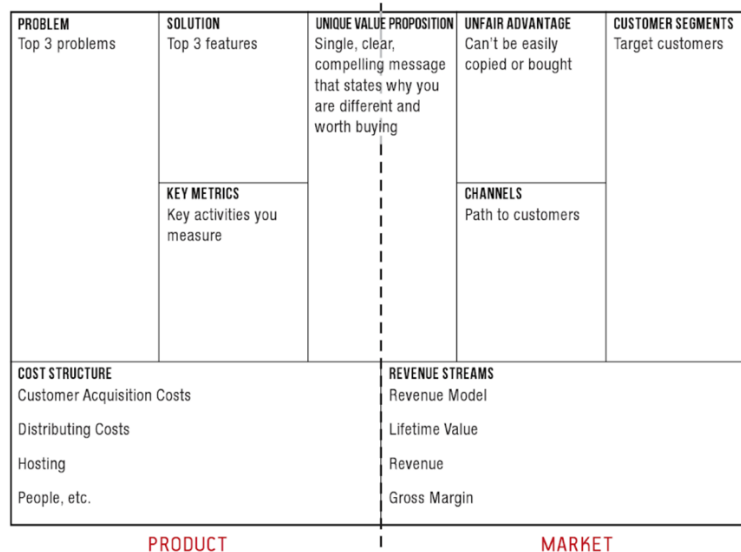 PROBLEM
Top 3 problems
SOLUTION
Top 3 features
KEY METRICS
Key activities you
measure
UNIQUE VALUE PROPOSITION
Single, clear,
compelling message
that states why you
are different and
worth buying
UNFAIR ADVANTAGE
Can't be easily
copied or bought
CHANNELS
Path to customers
CUSTOMER SEGMENTS
Target customers
COST STRUCTURE
Customer Acquisition Costs
Distributing Costs
Hosting
People, etc.
REVENUE STREAMS
Revenue Model
Lifetime Value
Revenue
Gross Margin
PRODUCT
MARKET